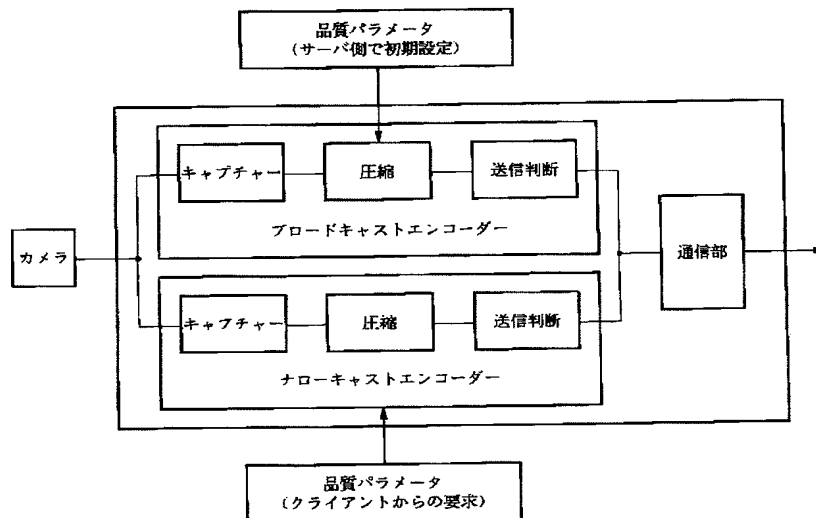 品質パラメータ
(サーバ側で初期設定)
キャプチャー
圧縮
送信判断
ブロードキャストエンコーダー
カメラ
通信部
キャプチャー
圧縮
送信判断
ナローキャストエンコーダー
品質パラメータ
(クライアントからの要求)